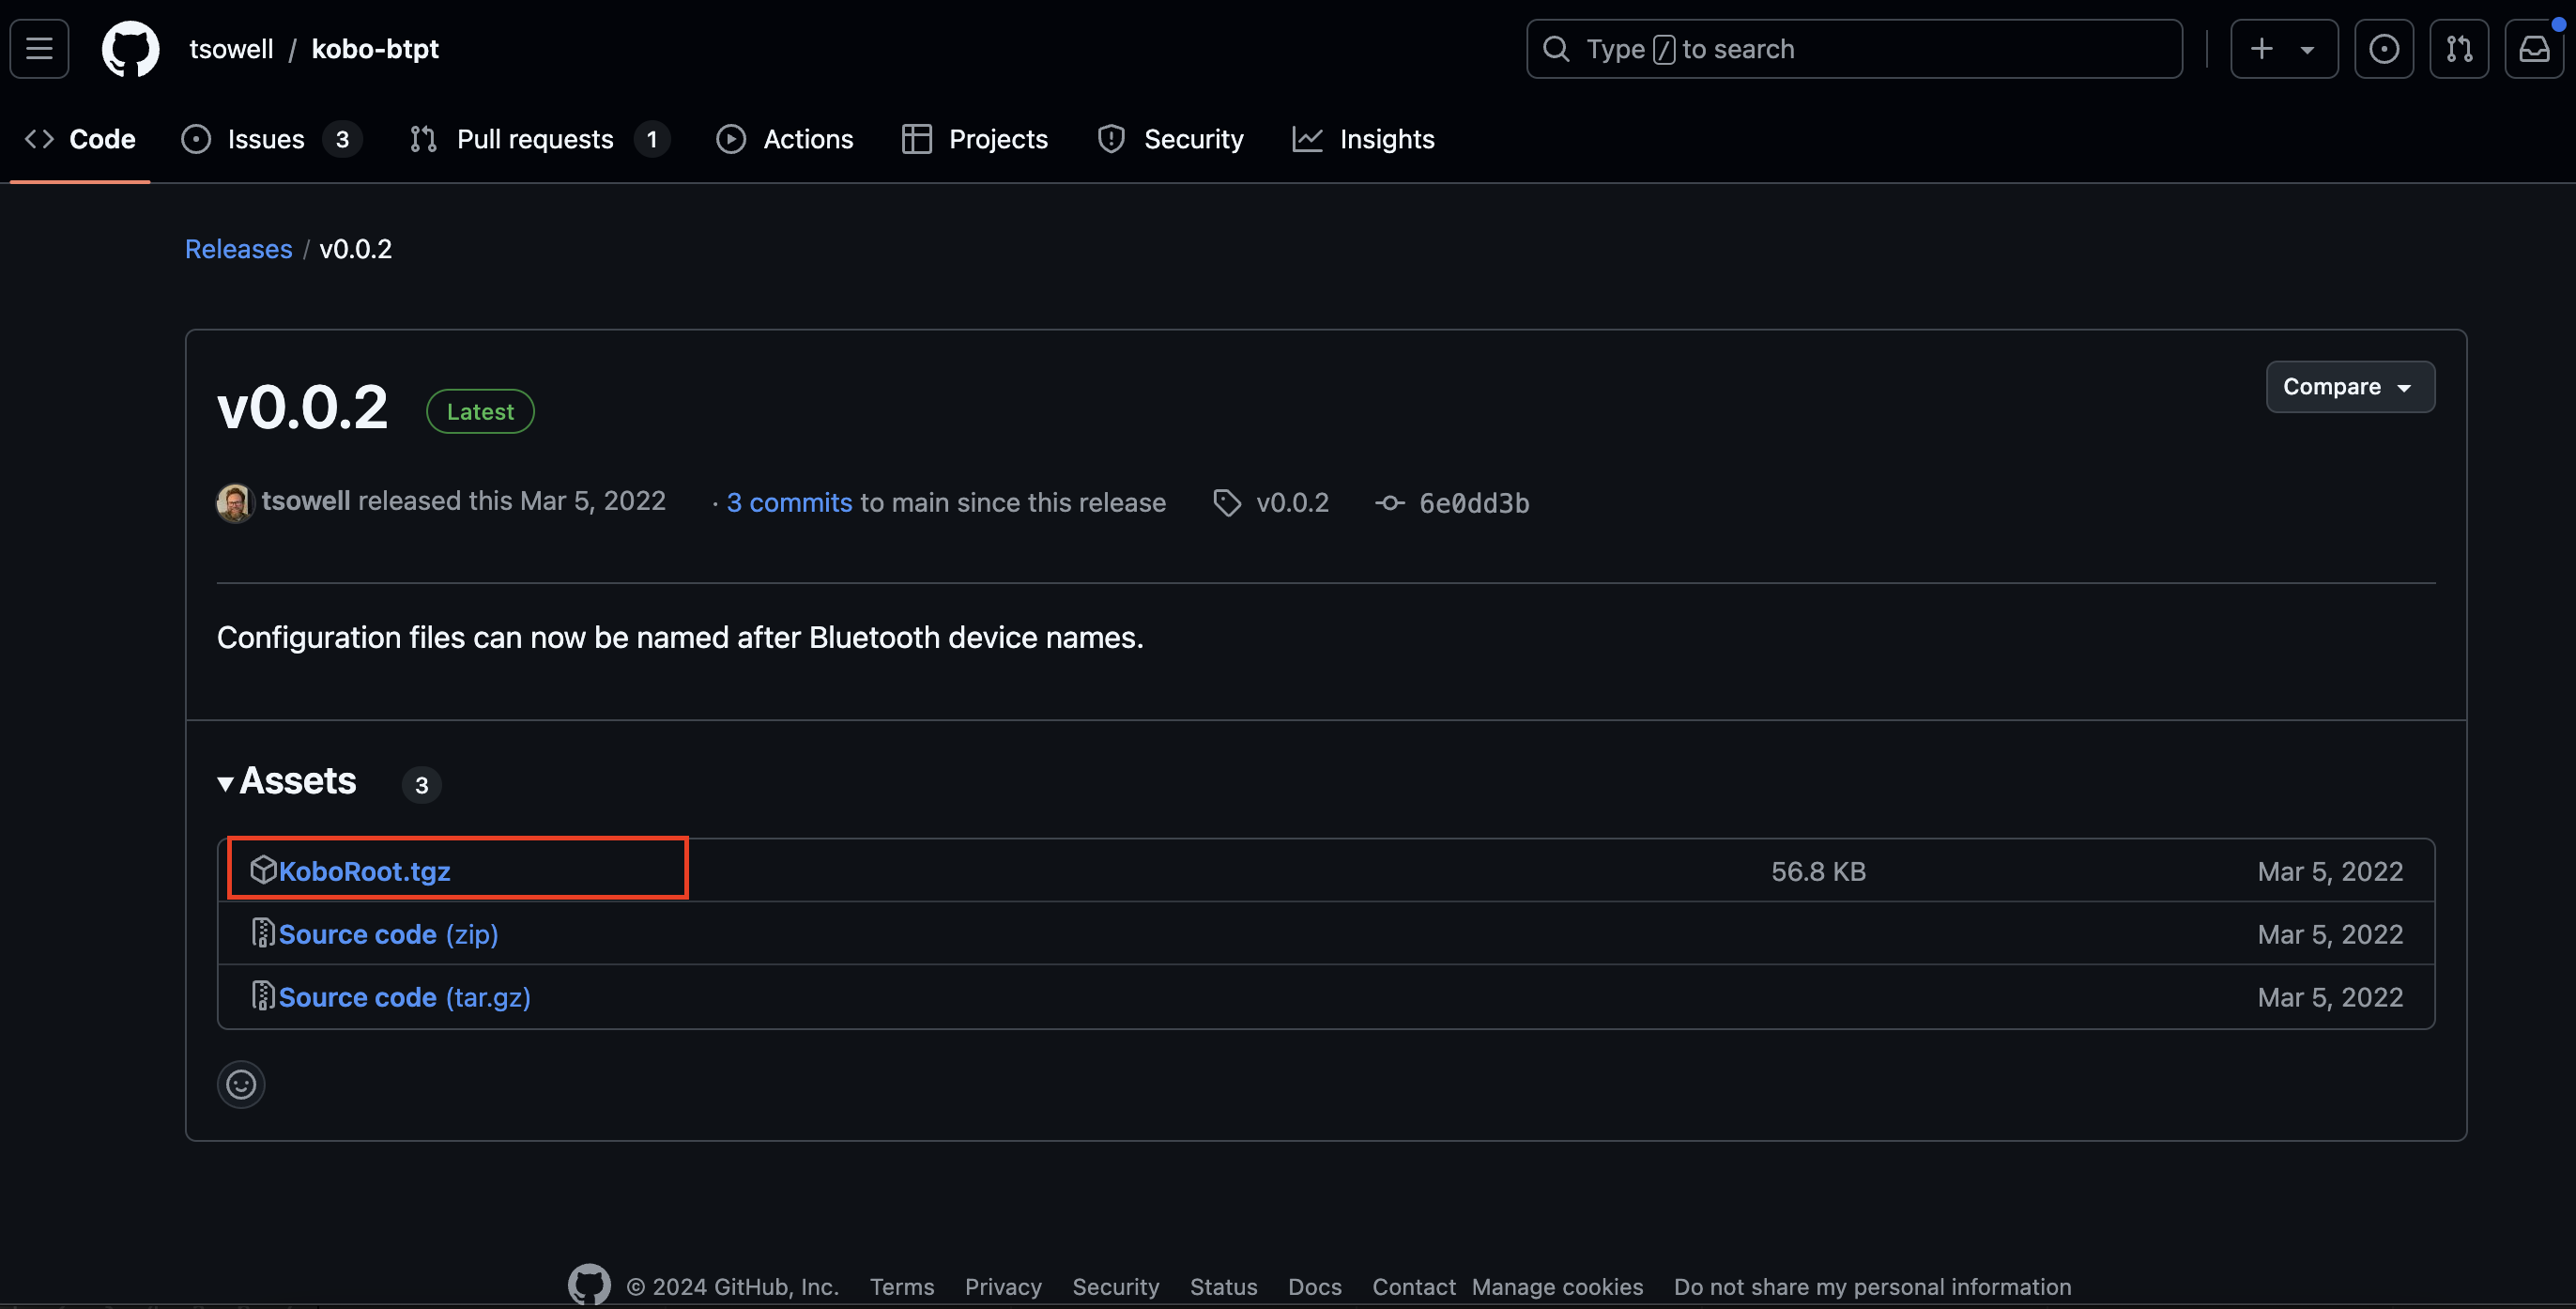 tsowell / kobo-btpt
Type / to search
Code
Issues 3
Pull requests 1
Actions
Projects
Security
Insights
Releases / v0.0.2
v0.0.2 Latest
Compare
tsowell released this Mar 5, 2022 · 3 commits to main since this release v0.0.2 6e0dd3b
Configuration files can now be named after Bluetooth device names.
Assets 3
KoboRoot.tgz 56.8 KB Mar 5, 2022
Source code (zip) Mar 5, 2022
Source code (tar.gz) Mar 5, 2022
© 2024 GitHub, Inc. Terms Privacy Security Status Docs Contact Manage cookies Do not share my personal information